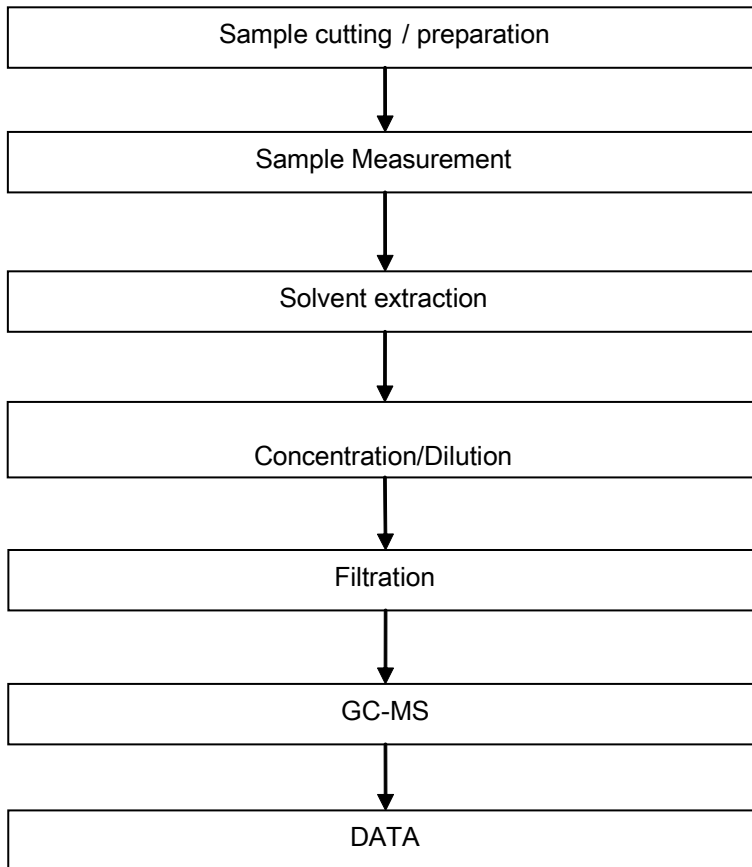 Sample cutting / preparation
Sample Measurement
Solvent extraction
Concentration/Dilution
Filtration
GC-MS
DATA